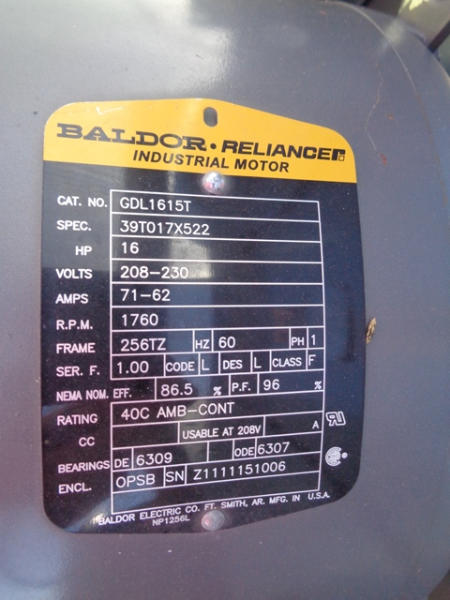 BALDOR • RELIANCER
INDUSTRIAL MOTOR
CAT. NO. GDL1615T
SPEC. 39T017X522
HP 16
VOLTS 208-230
AMPS 71-62
R.P.M. 1760
FRAME 256TZ HZ 60 PH 1
SER. F. 1.00 CODE L DES L CLASS F
NEMA NOM. EFF. 86.5 % P.F. 96 %
RATING 40C AMB-CONT
CC USABLE AT 208V A
BEARINGS DE 6309 ODE 6307
ENCL. OPSB SN Z1111151006
BALDOR ELECTRIC CO. FT. SMITH, AR. MFG. IN U.S.A.
NP1256L